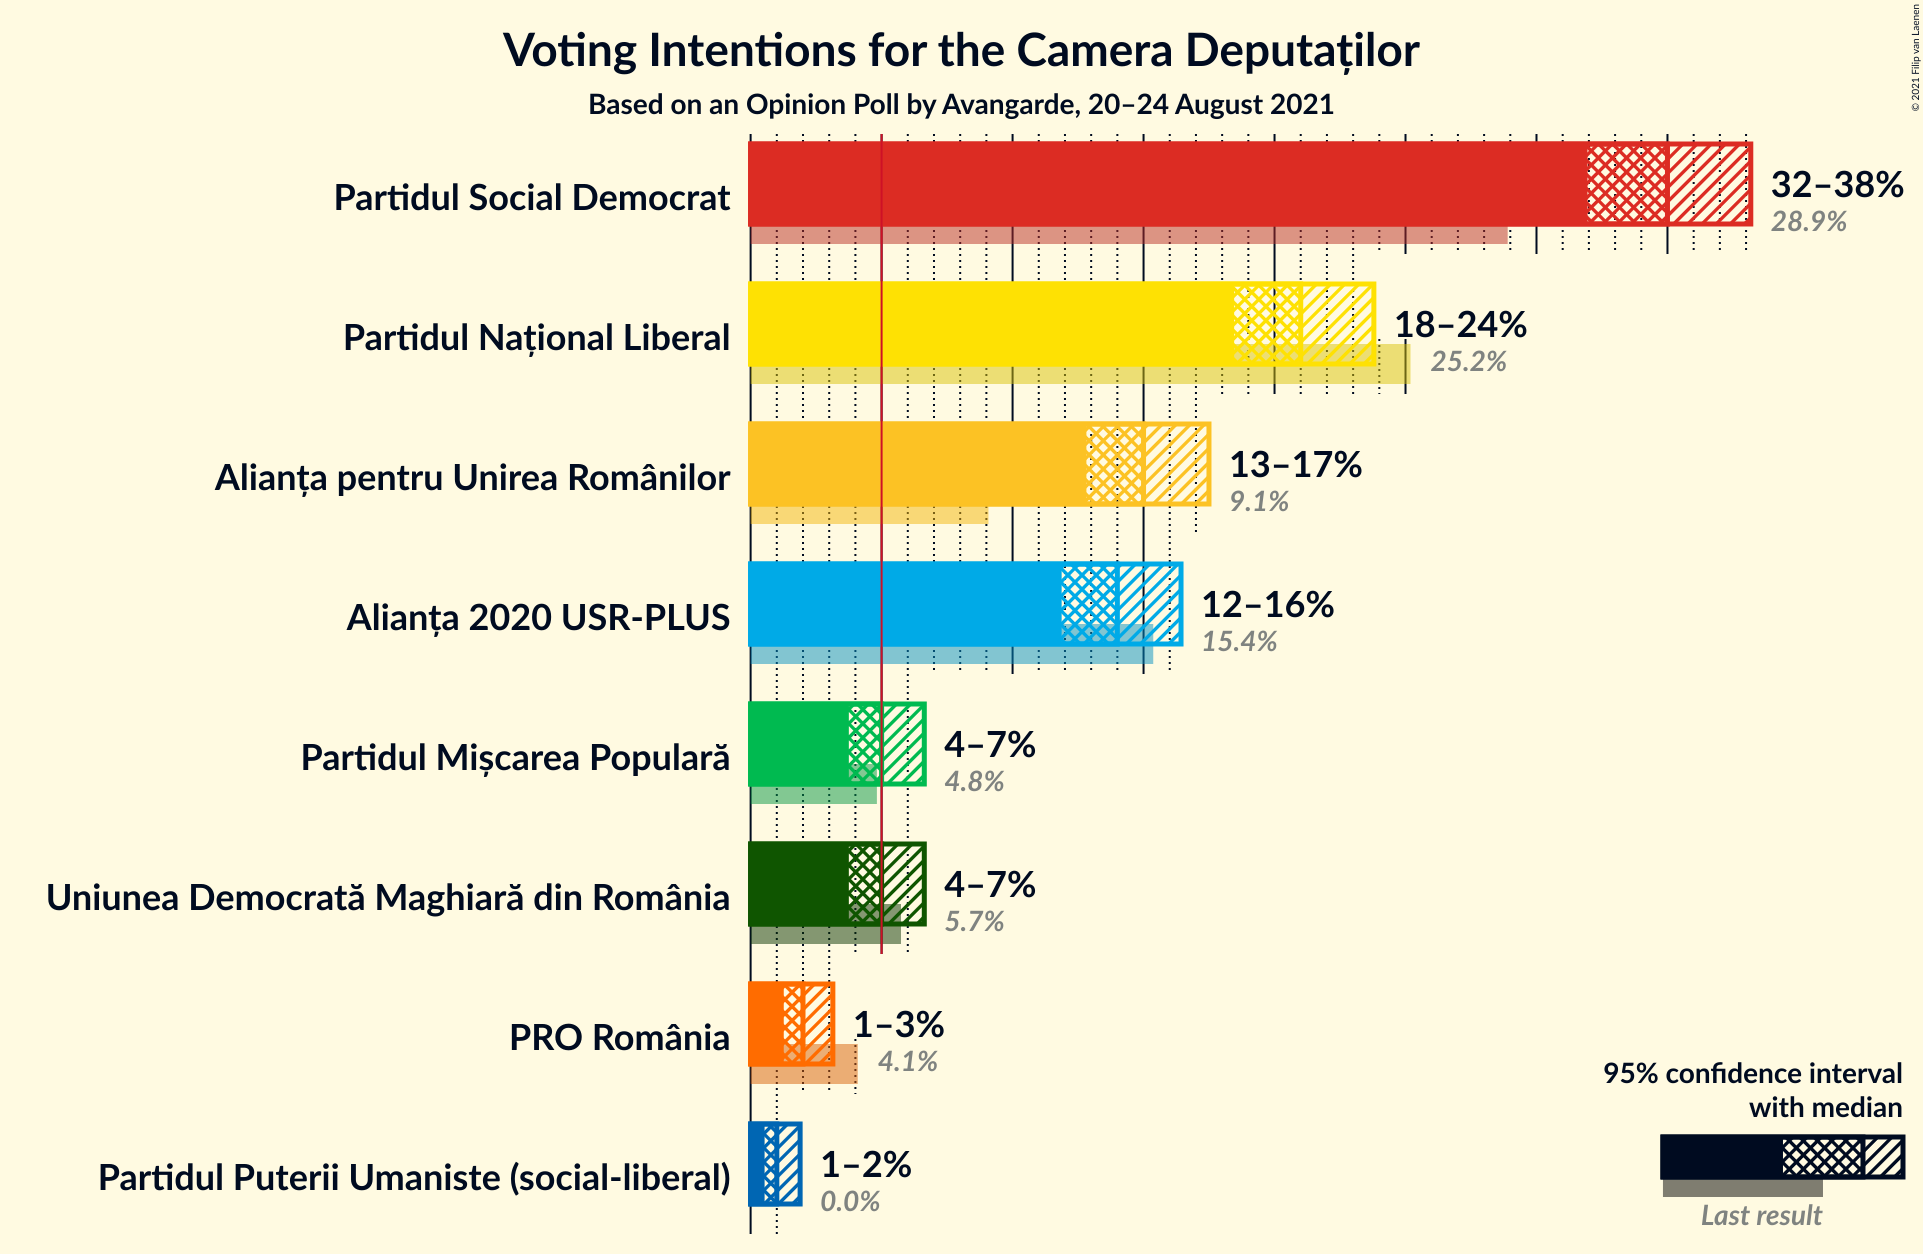 Voting Intentions for the Camera Deputaților
Based on an Opinion Poll by Avangarde, 20–24 August 2021
© 2021 Filip van Laenen
Partidul Social Democrat
32–38%
28.9%
Partidul Național Liberal
18–24%
25.2%
Alianța pentru Unirea Românilor
13–17%
9.1%
Alianța 2020 USR-PLUS
12–16%
15.4%
Partidul Mișcarea Populară
4–7%
4.8%
Uniunea Democrată Maghiară din România
4–7%
5.7%
PRO România
1–3%
4.1%
Partidul Puterii Umaniste (social-liberal)
1–2%
0.0%
95% confidence interval
with median
Last result